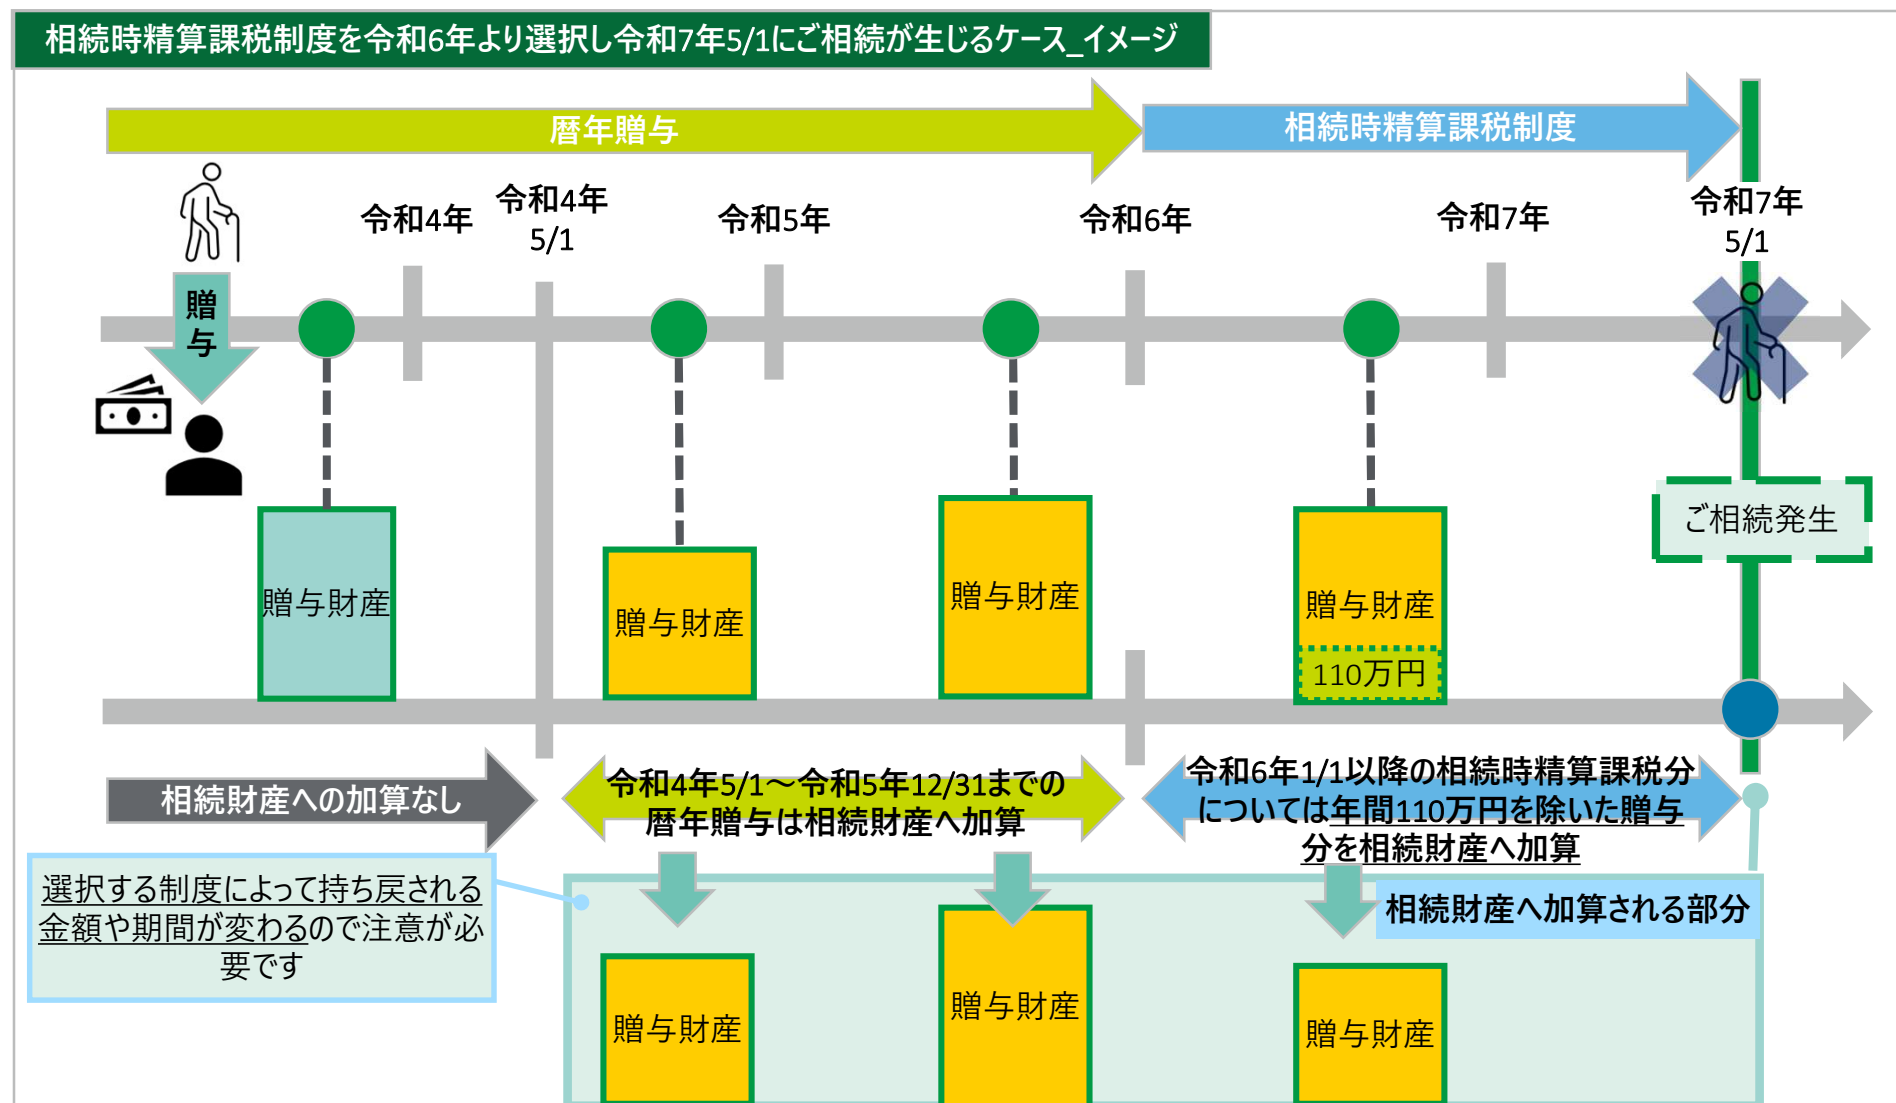 相続時精算課税制度を令和6年より選択し令和7年5/1にご相続が生じるケース_イメージ
暦年贈与
相続時精算課税制度
令和4年
令和4年
5/1
令和5年
令和6年
令和7年
令和7年
5/1
贈
与
ご相続発生
贈与財産
贈与財産
贈与財産
贈与財産
110万円
相続財産への加算なし
令和4年5/1～令和5年12/31までの
暦年贈与は相続財産へ加算
令和6年1/1以降の相続時精算課税分
については年間110万円を除いた贈与
分を相続財産へ加算
選択する制度によって持ち戻される
金額や期間が変わるので注意が必
要です
相続財産へ加算される部分
贈与財産
贈与財産
贈与財産